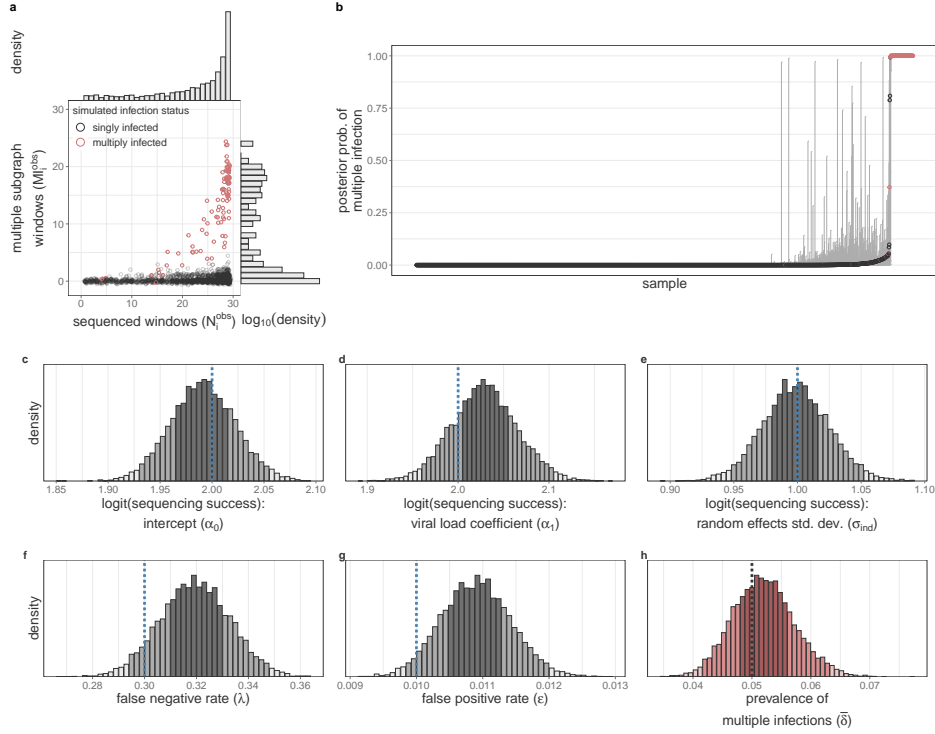 a
density
30
20
10
0
simulated infection status
singly infected
multiply infected
multiple subgraph
windows (MI_i^obs)
0 10 20 30
sequenced windows (N_i^obs)
log10(density)
b
1.00
0.75
0.50
0.25
0.00
posterior prob. of
multiple infection
sample
c
density
1.85 1.90 1.95 2.00 2.05 2.10
logit(sequencing success):
intercept (α0)
d
1.9 2.0 2.1
logit(sequencing success):
viral load coefficient (α1)
e
0.90 0.95 1.00 1.05 1.10
logit(sequencing success):
random effects std. dev. (σind)
f
density
0.28 0.30 0.32 0.34 0.36
false negative rate (λ)
g
0.009 0.010 0.011 0.012 0.013
false positive rate (ε)
h
0.04 0.05 0.06 0.07
prevalence of
multiple infections (δ̅)